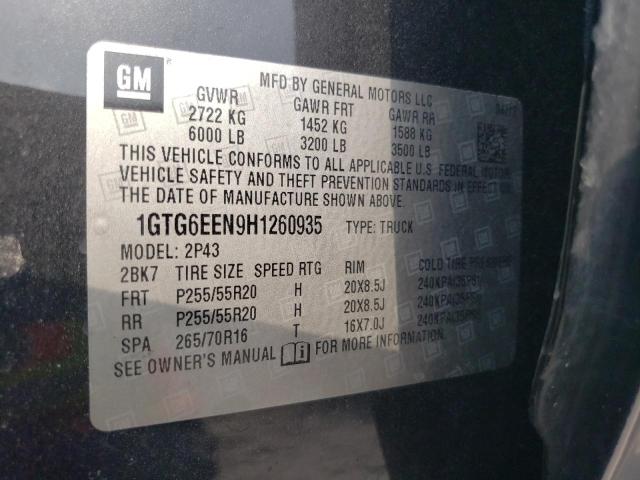 GM
MFD BY GENERAL MOTORS LLC
GVWR GAWR FRT GAWR RR
2722 KG 1452 KG 1588 KG
6000 LB 3200 LB 3500 LB
THIS VEHICLE CONFORMS TO ALL APPLICABLE U.S. FEDERAL MOTOR
VEHICLE SAFETY AND THEFT PREVENTION STANDARDS IN EFFECT ON
THE DATE OF MANUFACTURE SHOWN ABOVE.
1GTG6EEN9H1260935 TYPE: TRUCK
MODEL: 2P43
2BK7 TIRE SIZE SPEED RTG RIM COLD TIRE PRESSURE
FRT P255/55R20 H 20X8.5J 240KPA(35PSI)
RR P255/55R20 H 20X8.5J 240KPA(35PSI)
SPA 265/70R16 T 16X7.0J 240KPA(35PSI)
SEE OWNER'S MANUAL FOR MORE INFORMATION.